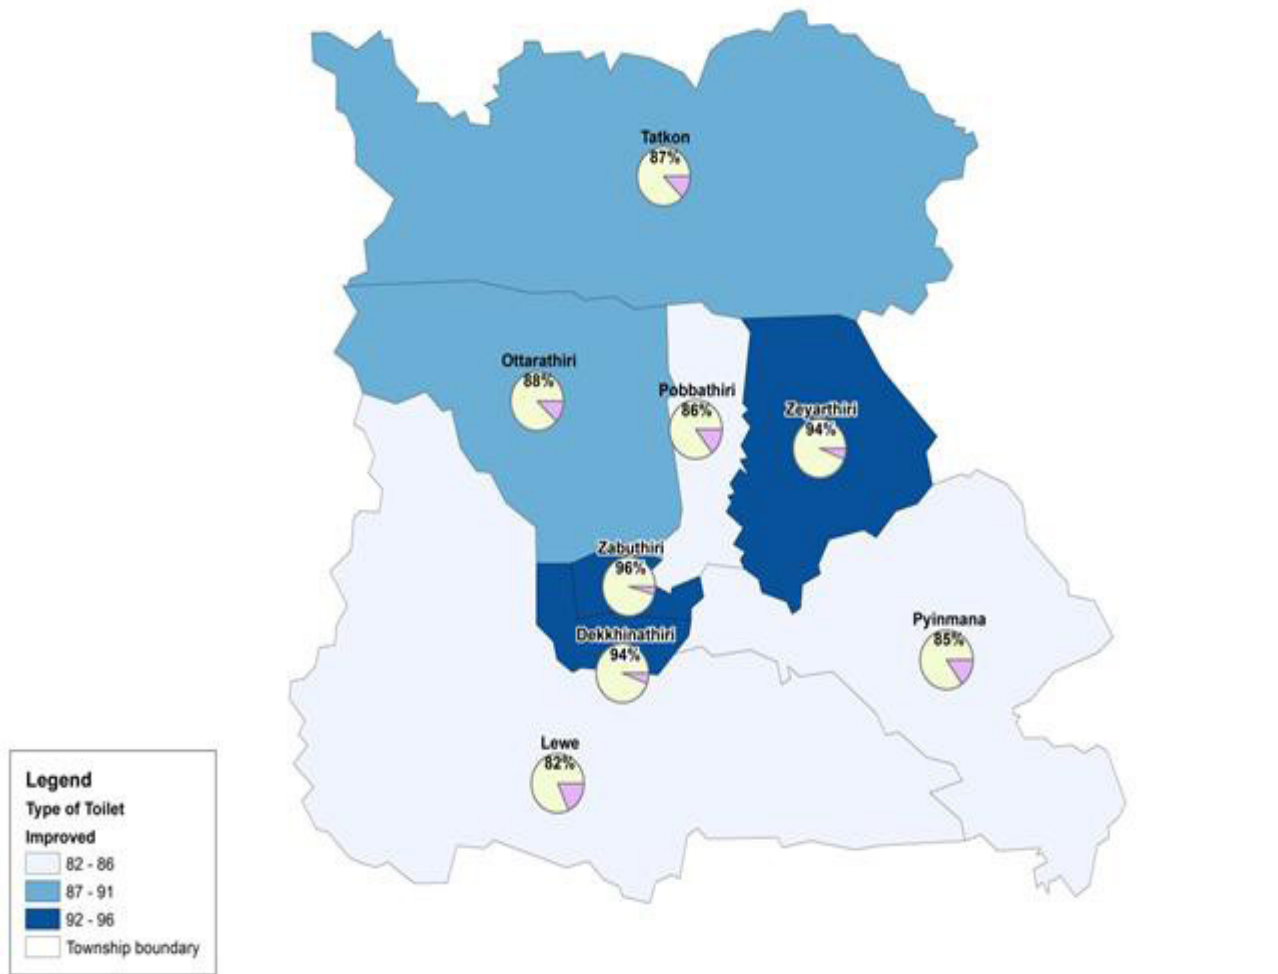 Tatkon
87%
Ottarathiri
88%
Pobbathiri
86%
Zeyarthiri
94%
Zabuthiri
96%
Dekkhinathiri
94%
Pyinmana
85%
Lewe
82%
Legend
Type of Toilet
Improved
82 - 86
87 - 91
92 - 96
Township boundary